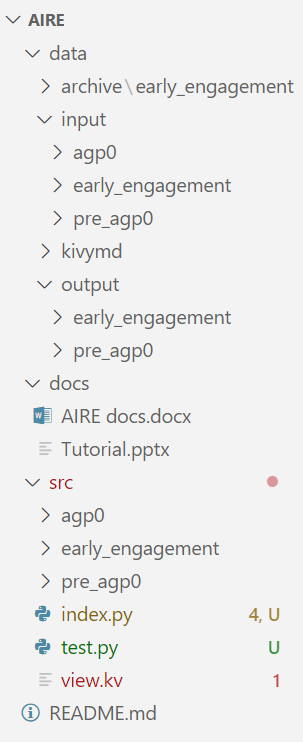 AIRE
data
archive\early_engagement
input
agp0
early_engagement
pre_agp0
kivymd
output
early_engagement
pre_agp0
docs
AIRE docs.docx
Tutorial.pptx
src
agp0
early_engagement
pre_agp0
index.py 4, U
test.py U
view.kv 1
README.md